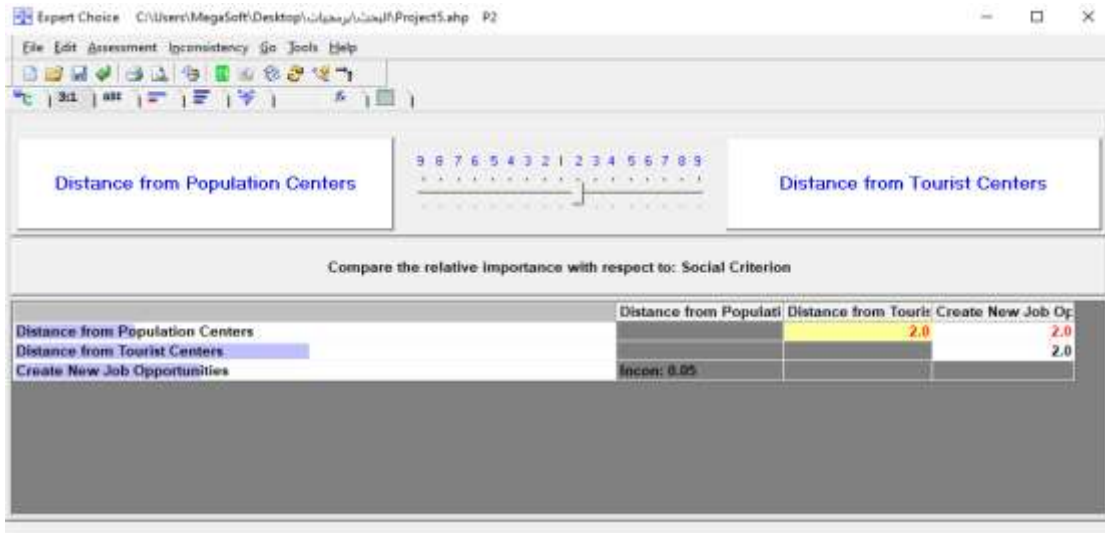 Expert Choice C:\Users\MegaSoft\Desktop\البحث\برمجيات\Project5.ahp P2
File Edit Assessment Inconsistency Go Tools Help
3:1 ABC
9 8 7 6 5 4 3 2 1 2 3 4 5 6 7 8 9
Distance from Population Centers
Distance from Tourist Centers
Compare the relative importance with respect to: Social Criterion
Distance from Populati Distance from Touris Create New Job Op
Distance from Population Centers 2.0 2.0
Distance from Tourist Centers 2.0
Create New Job Opportunities Incon: 0.05